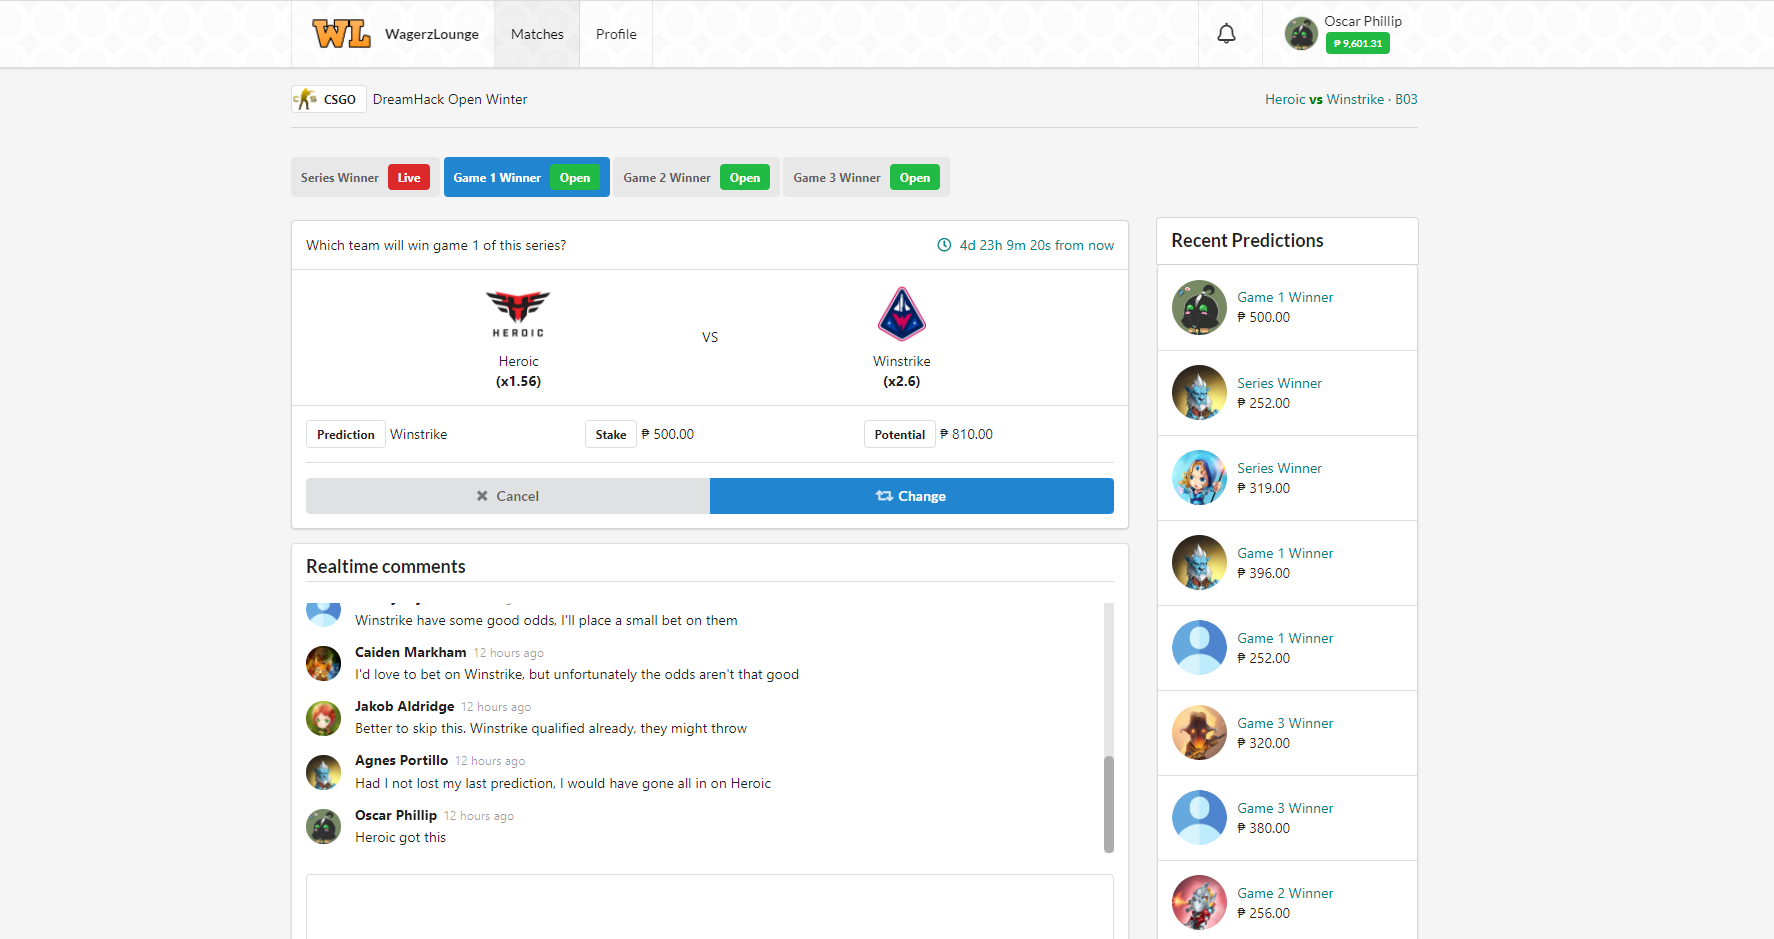 WL WagerzLounge Matches Profile Oscar Phillip
₱ 9,601.31
CS CSGO DreamHack Open Winter Heroic vs Winstrike · BO3
Series Winner Live Game 1 Winner Open Game 2 Winner Open Game 3 Winner Open
Which team will win game 1 of this series? 4d 23h 9m 20s from now
HEROIC
Heroic
(x1.56)
VS
Winstrike
(x2.6)
Prediction Winstrike Stake ₱ 500.00 Potential ₱ 810.00
Cancel Change
Realtime comments
Winstrike have some good odds, I'll place a small bet on them
Caiden Markham 12 hours ago
I'd love to bet on Winstrike, but unfortunately the odds aren't that good
Jakob Aldridge 12 hours ago
Better to skip this. Winstrike qualified already, they might throw
Agnes Portillo 12 hours ago
Had I not lost my last prediction, I would have gone all in on Heroic
Oscar Phillip 12 hours ago
Heroic got this
Recent Predictions
Game 1 Winner
₱ 500.00
Series Winner
₱ 252.00
Series Winner
₱ 319.00
Game 1 Winner
₱ 396.00
Game 1 Winner
₱ 252.00
Game 3 Winner
₱ 320.00
Game 3 Winner
₱ 380.00
Game 2 Winner
₱ 256.00